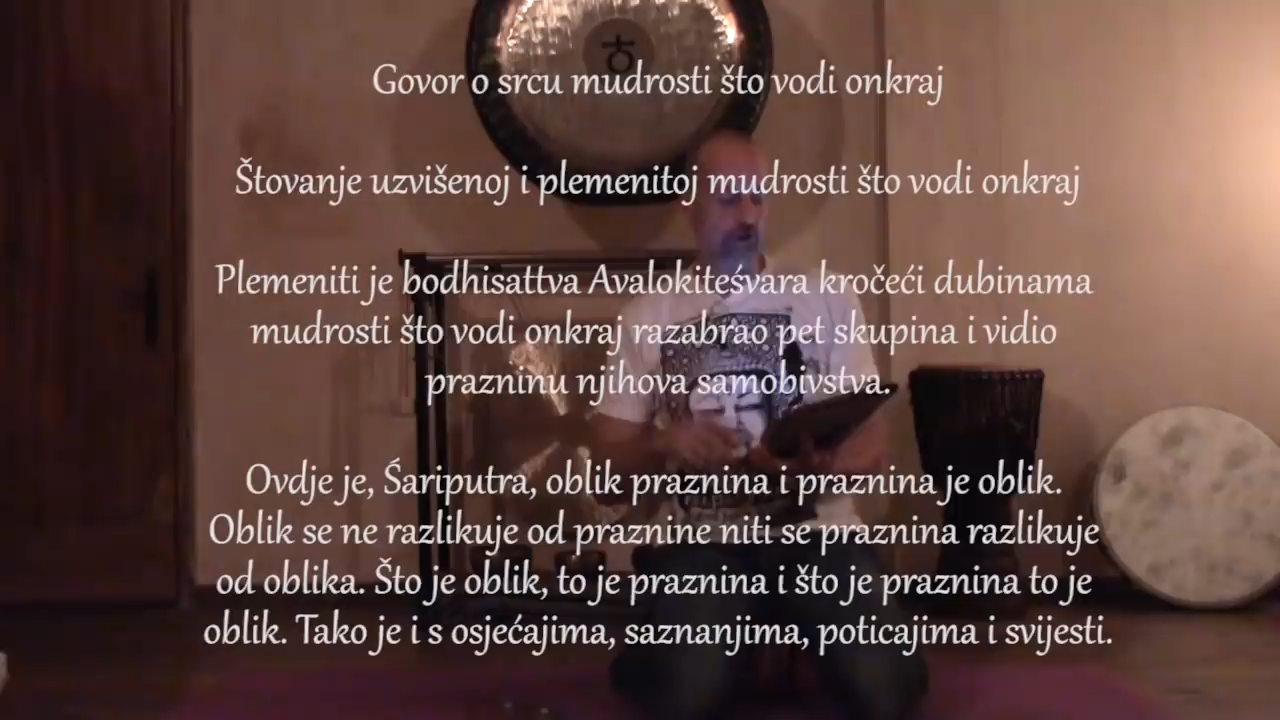 Govor o srcu mudrosti što vodi onkraj
Štovanje uzvišenoj i plemenitoj mudrosti što vodi onkraj
Plemeniti je bodhisattva Avalokiteśvara kročeći dubinama
mudrosti što vodi onkraj razabrao pet skupina i vidio
prazninu njihova samobivstva.
Ovdje je, Śariputra, oblik praznina i praznina je oblik.
Oblik se ne razlikuje od praznine niti se praznina razlikuje
od oblika. Što je oblik, to je praznina i što je praznina to je
oblik. Tako je i s osjećajima, saznanjima, poticajima i svijesti.